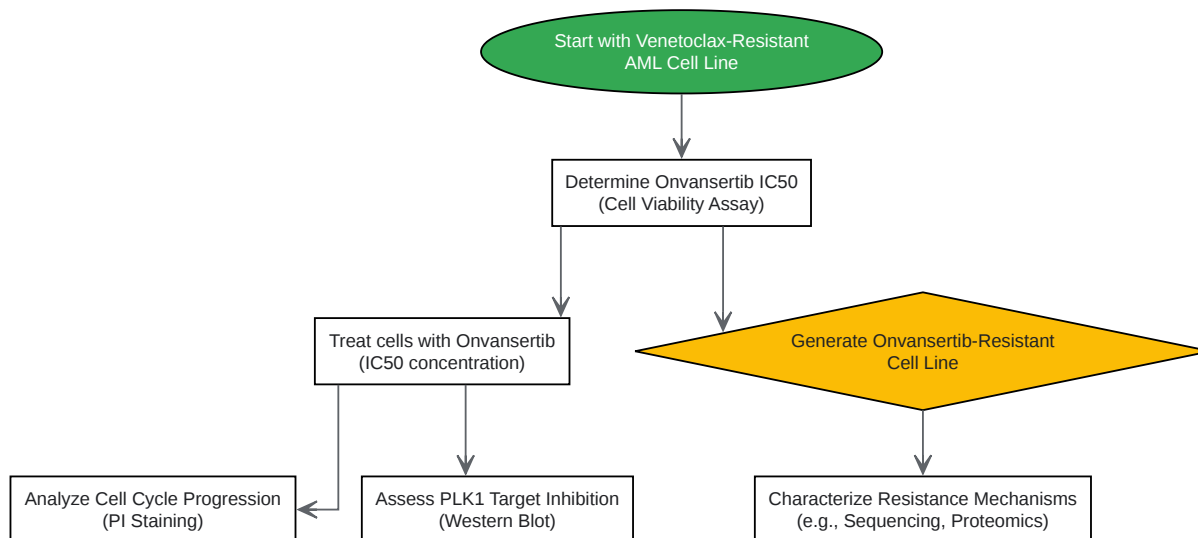 Start with Venetoclax-Resistant
AML Cell Line
Determine Onvansertib IC50
(Cell Viability Assay)
Treat cells with Onvansertib
(IC50 concentration)
Generate Onvansertib-Resistant
Cell Line
Analyze Cell Cycle Progression
(PI Staining)
Assess PLK1 Target Inhibition
(Western Blot)
Characterize Resistance Mechanisms
(e.g., Sequencing, Proteomics)